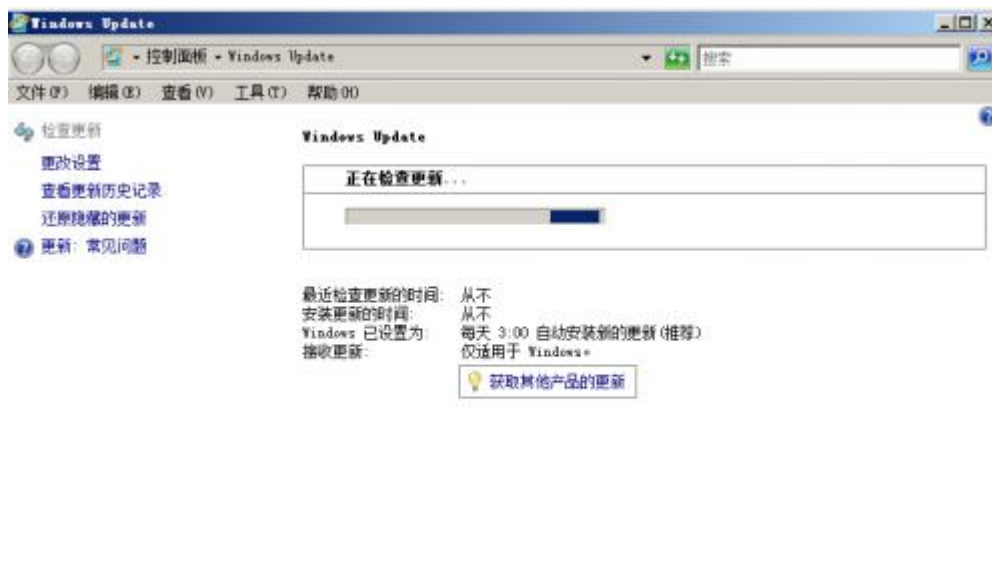 Windows Update
控制面板 ▾ Windows Update
搜索
文件(F) 编辑(E) 查看(V) 工具(T) 帮助(H)
检查更新
更改设置
查看更新历史记录
还原隐藏的更新
更新: 常见问题
Windows Update
正在检查更新...
最近检查更新的时间: 从不
安装更新的时间: 从不
Windows 已设置为: 每天 3:00 自动安装新的更新(推荐)
接收更新: 仅适用于 Windows。
获取其他产品的更新